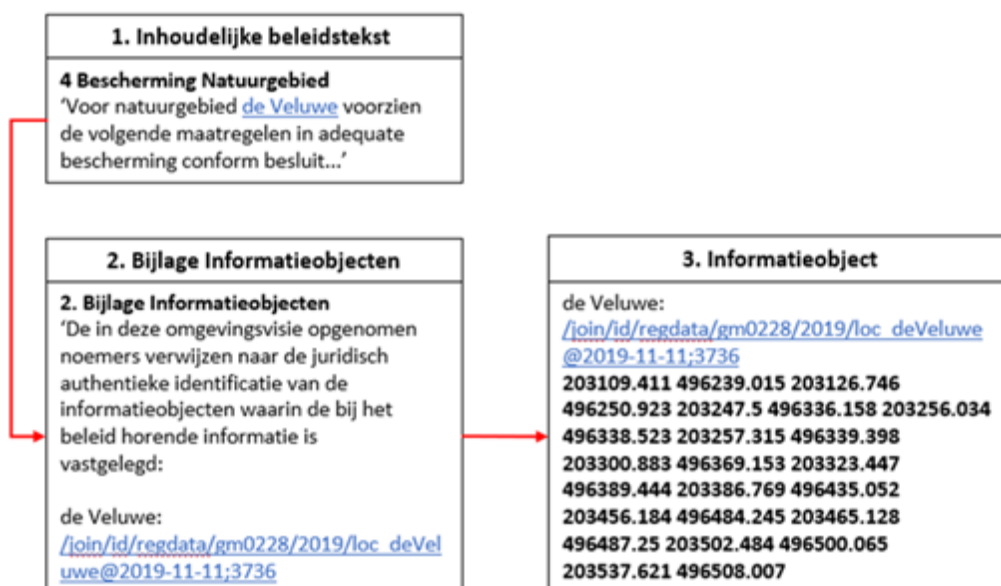 1. Inhoudelijke beleidstekst
4 Bescherming Natuurgebied
‘Voor natuurgebied de Veluwe voorzien
de volgende maatregelen in adequate
bescherming conform besluit...’
2. Bijlage Informatieobjecten
2. Bijlage Informatieobjecten
‘De in deze omgevingsvisie opgenomen
noemers verwijzen naar de juridisch
authentieke identificatie van de
informatieobjecten waarin de bij het
beleid horende informatie is
vastgelegd:
de Veluwe:
/join/id/regdata/gm0228/2019/loc_deVel
uwe@2019-11-11;3736
3. Informatieobject
de Veluwe:
/join/id/regdata/gm0228/2019/loc_deVeluwe
@2019-11-11;3736
203109.411 496239.015 203126.746
496250.923 203247.5 496336.158 203256.034
496338.523 203257.315 496339.398
203300.883 496369.153 203323.447
496389.444 203386.769 496435.052
203456.184 496484.245 203465.128
496487.25 203502.484 496500.065
203537.621 496508.007